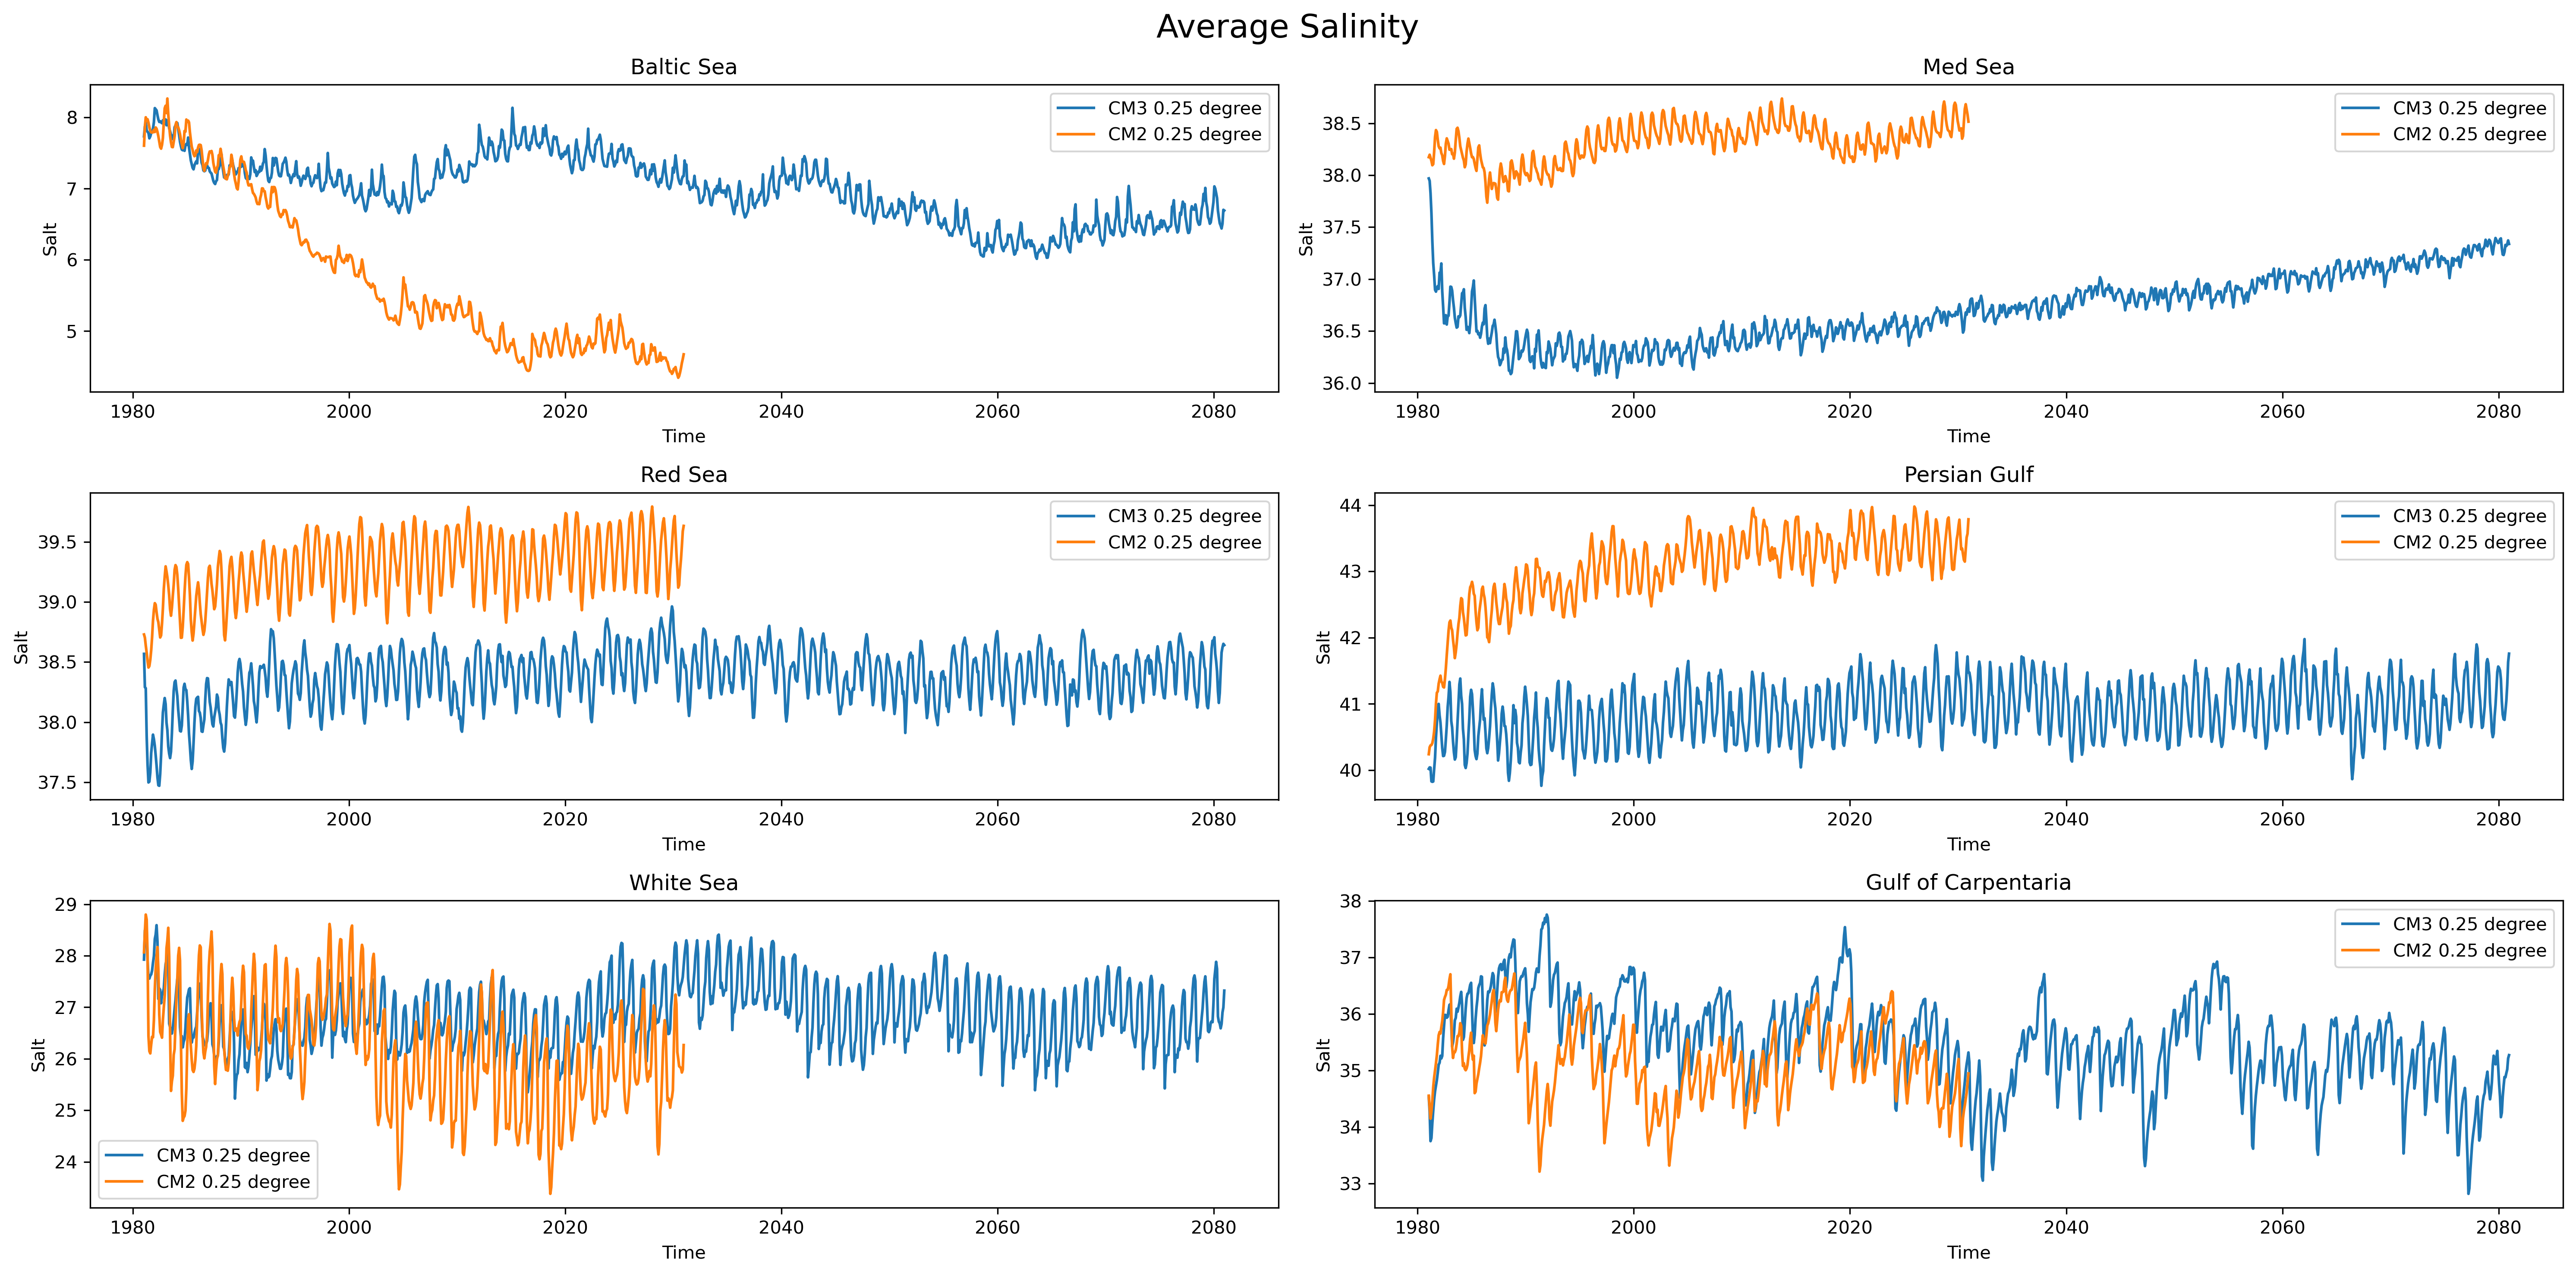 Average Salinity
Baltic Sea
Salt
8
7
6
5
CM3 0.25 degree
CM2 0.25 degree
1980 2000 2020 2040 2060 2080
Time
Med Sea
Salt
38.5
38.0
37.5
37.0
36.5
36.0
CM3 0.25 degree
CM2 0.25 degree
1980 2000 2020 2040 2060 2080
Time
Red Sea
Salt
39.5
39.0
38.5
38.0
37.5
CM3 0.25 degree
CM2 0.25 degree
1980 2000 2020 2040 2060 2080
Time
Persian Gulf
Salt
44
43
42
41
40
CM3 0.25 degree
CM2 0.25 degree
1980 2000 2020 2040 2060 2080
Time
White Sea
Salt
29
28
27
26
25
24
CM3 0.25 degree
CM2 0.25 degree
1980 2000 2020 2040 2060 2080
Time
Gulf of Carpentaria
Salt
38
37
36
35
34
33
CM3 0.25 degree
CM2 0.25 degree
1980 2000 2020 2040 2060 2080
Time